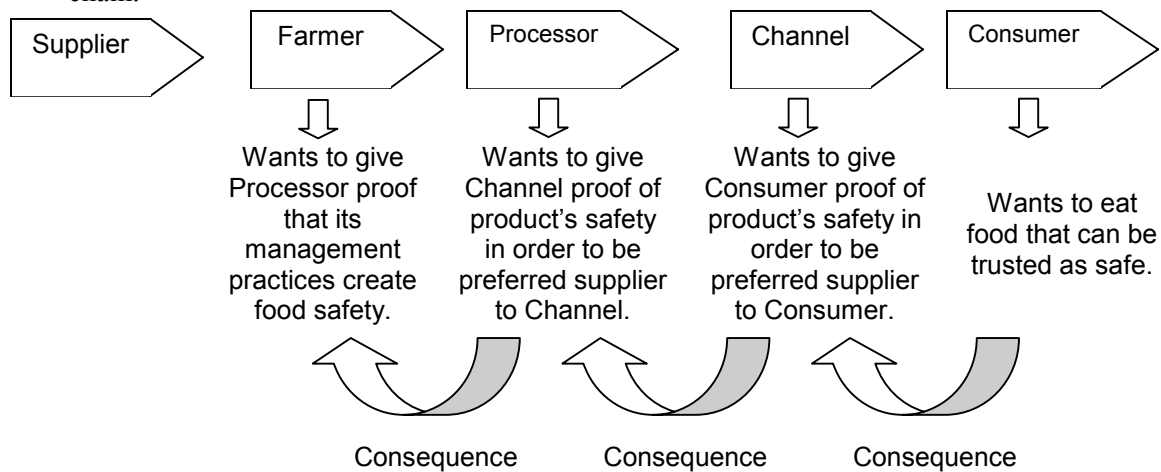 Supplier
Farmer
Processor
Channel
Consumer
Wants to give
Processor proof
that its
management
practices create
food safety.
Wants to give
Channel proof of
product's safety
in order to be
preferred supplier
to Channel.
Wants to give
Consumer proof of
product's safety in
order to be
preferred supplier
to Consumer.
Wants to eat
food that can be
trusted as safe.
Consequence
Consequence
Consequence